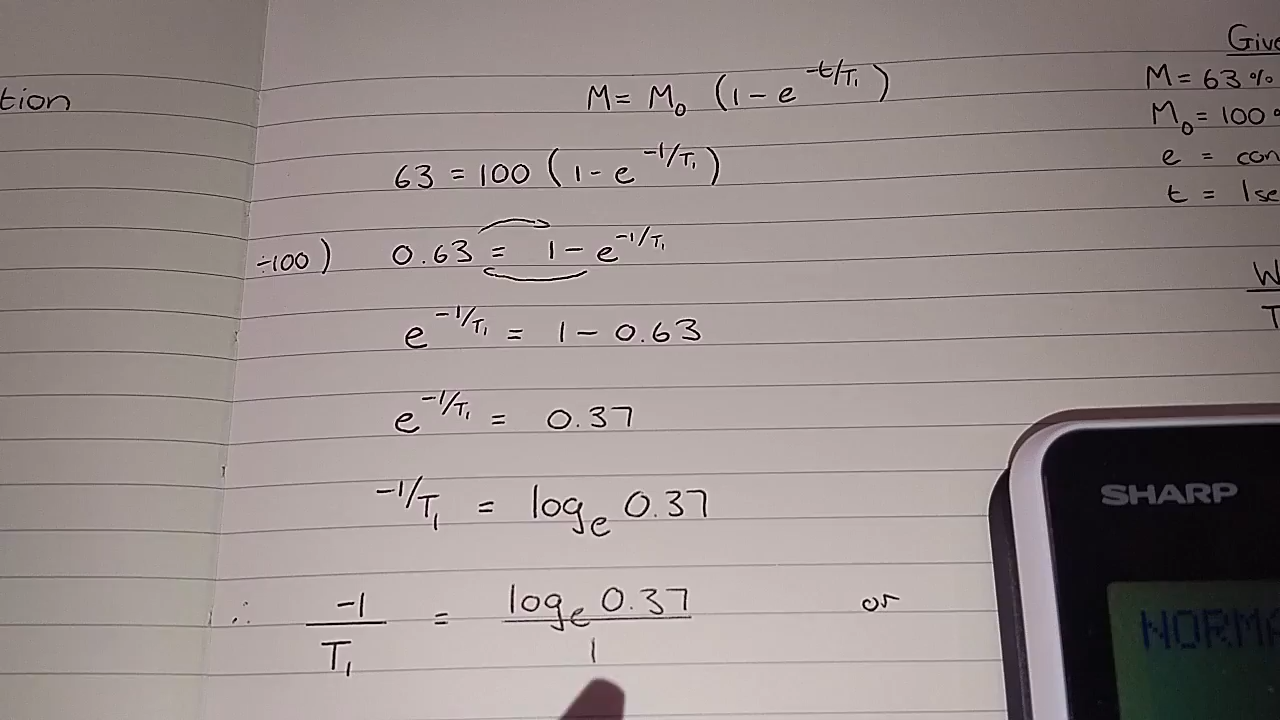 tion
M = M₀ (1 - e^(-t/T₁))
63 = 100 (1 - e^(-1/T₁))
÷100) 0.63 = 1 - e^(-1/T₁)
e^(-1/T₁) = 1 - 0.63
e^(-1/T₁) = 0.37
-1/T₁ = logₑ 0.37
∴ -1/T₁ = logₑ 0.37/1 or
Give
M = 63%
M₀ = 100
e = con
t = 1se
W
T
SHARP
NORMA